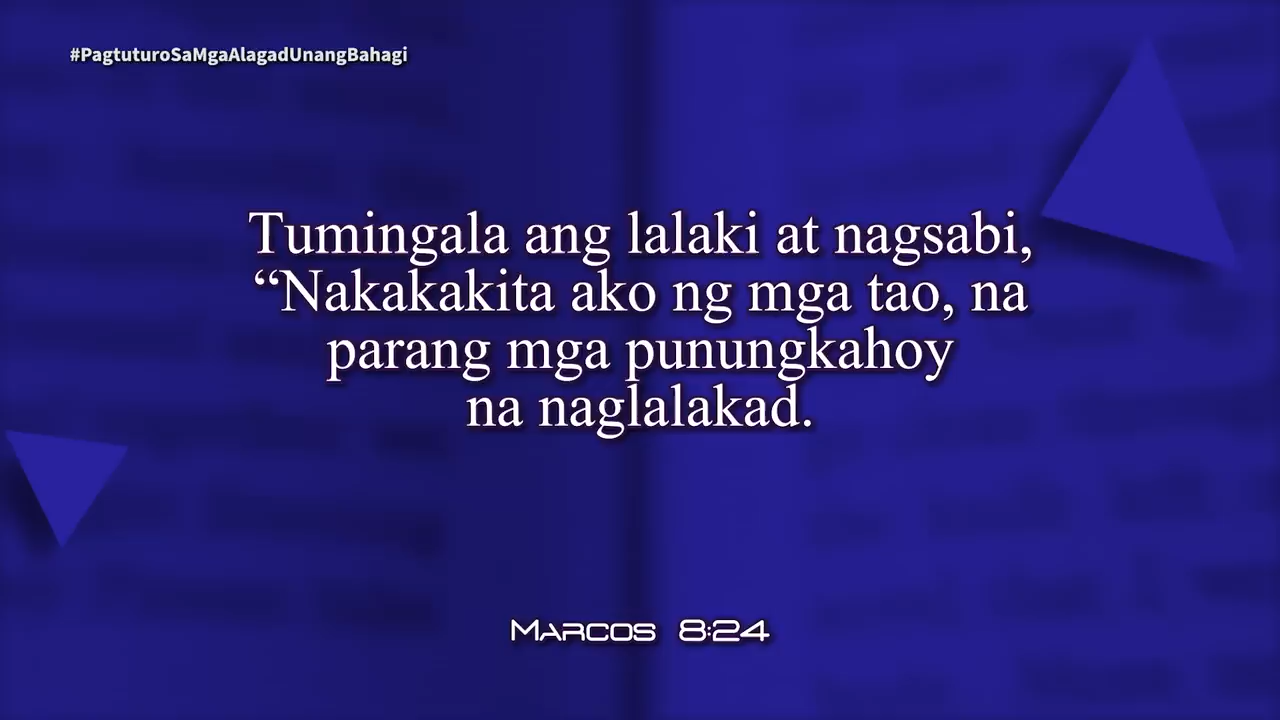 #PagtuturoSaMgaAlagadUnangBahagi
Tumingala ang lalaki at nagsabi,
“Nakakakita ako ng mga tao, na
parang mga punungkahoy
na naglalakad.
Marcos 8:24